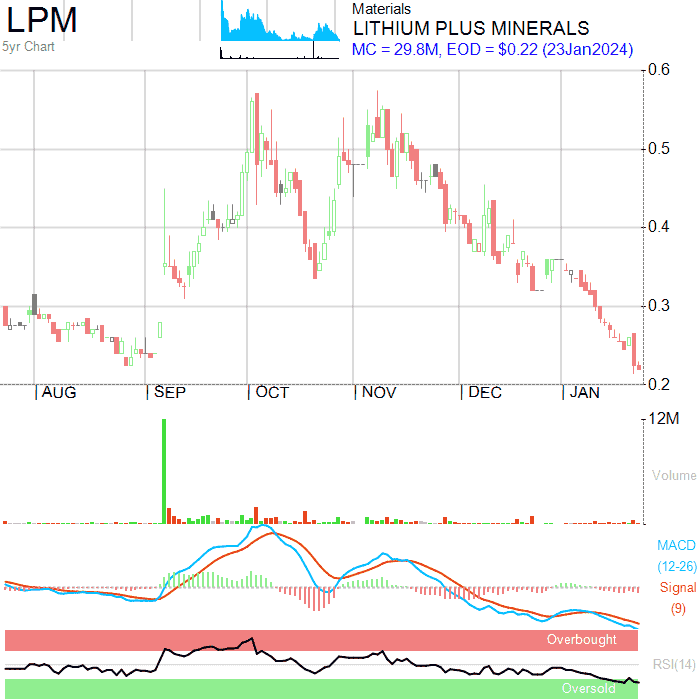 LPM
5yr Chart
Materials
LITHIUM PLUS MINERALS
MC = 29.8M, EOD = $0.22 (23Jan2024)
0.6
0.5
0.4
0.3
0.2
AUG SEP OCT NOV DEC JAN
12M
Volume
MACD
(12-26)
Signal
(9)
Overbought
RSI(14)
Oversold